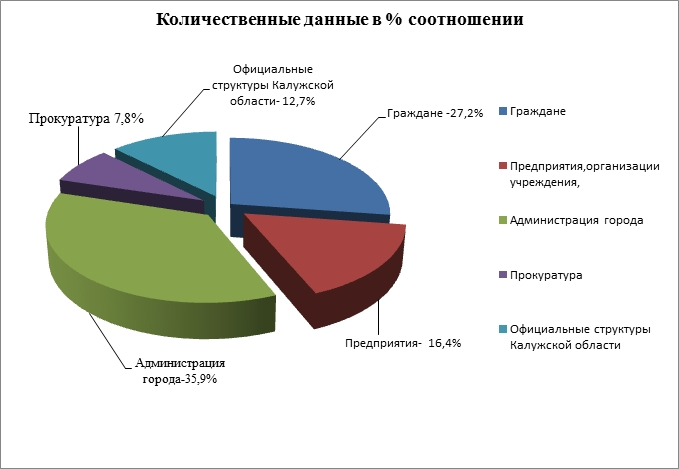 Количественные данные в % соотношении
Официальные
структуры Калужской
области- 12,7%
Прокуратура 7,8%
Граждане -27,2%
Предприятия- 16,4%
Администрация
города-35,9%
Граждане
Предприятия,организации
учреждения,
Администрация города
Прокуратура
Официальные структуры
Калужской области